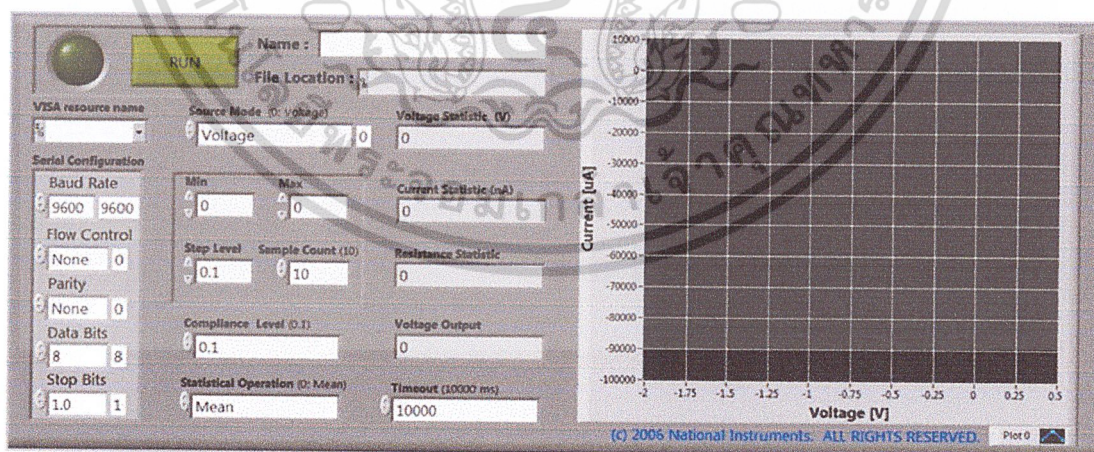 RUN
Name :
File Location :
VISA resource name
Source Mode (0: Voltage)
Voltage 0
Voltage Statistic (V)
0
Serial Configuration
Baud Rate
9600 9600
Min
0
Max
0
Current Statistic (nA)
0
Flow Control
None 0
Step Level
0.1
Sample Count (10)
10
Resistance Statistic
0
Parity
None 0
Data Bits
8 8
Compliance Level (0.1)
0.1
Voltage Output
0
Stop Bits
1.0 1
Statistical Operation (0: Mean)
Mean
Timeout (10000 ms)
10000
Current [uA]
10000
0
-10000
-20000
-30000
-40000
-50000
-60000
-70000
-80000
-90000
-100000
-2 -1.75 -1.5 -1.25 -1 -0.75 -0.5 -0.25 0 0.25 0.5
Voltage [V]
(c) 2006 National Instruments. ALL RIGHTS RESERVED.
Plot 0